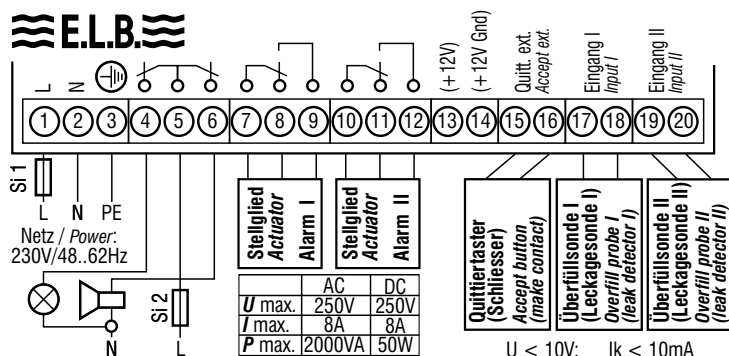 E.L.B.
L
N
(+12V)
(+12V Gnd)
Quitt. ext.
Accept ext.
Eingang I
Input I
Eingang II
Input II
1 2 3 4 5 6 7 8 9 10 11 12 13 14 15 16 17 18 19 20
Si 1
L N PE
Netz / Power:
230V/48..62Hz
N
Si 2
L
Stellglied
Actuator
Alarm I
Stellglied
Actuator
Alarm II
AC DC
U max. 250V 250V
I max. 8A 8A
P max. 2000VA 50W
Quittiertaster
(Schliesser)
Accept button
(make contact)
Überfüllsonde I
(Leckagesonde I)
Overfill probe I
(leak detector I)
Überfüllsonde II
(Leckagesonde II)
Overfill probe II
(leak detector II)
U < 10V; Ik < 10mA